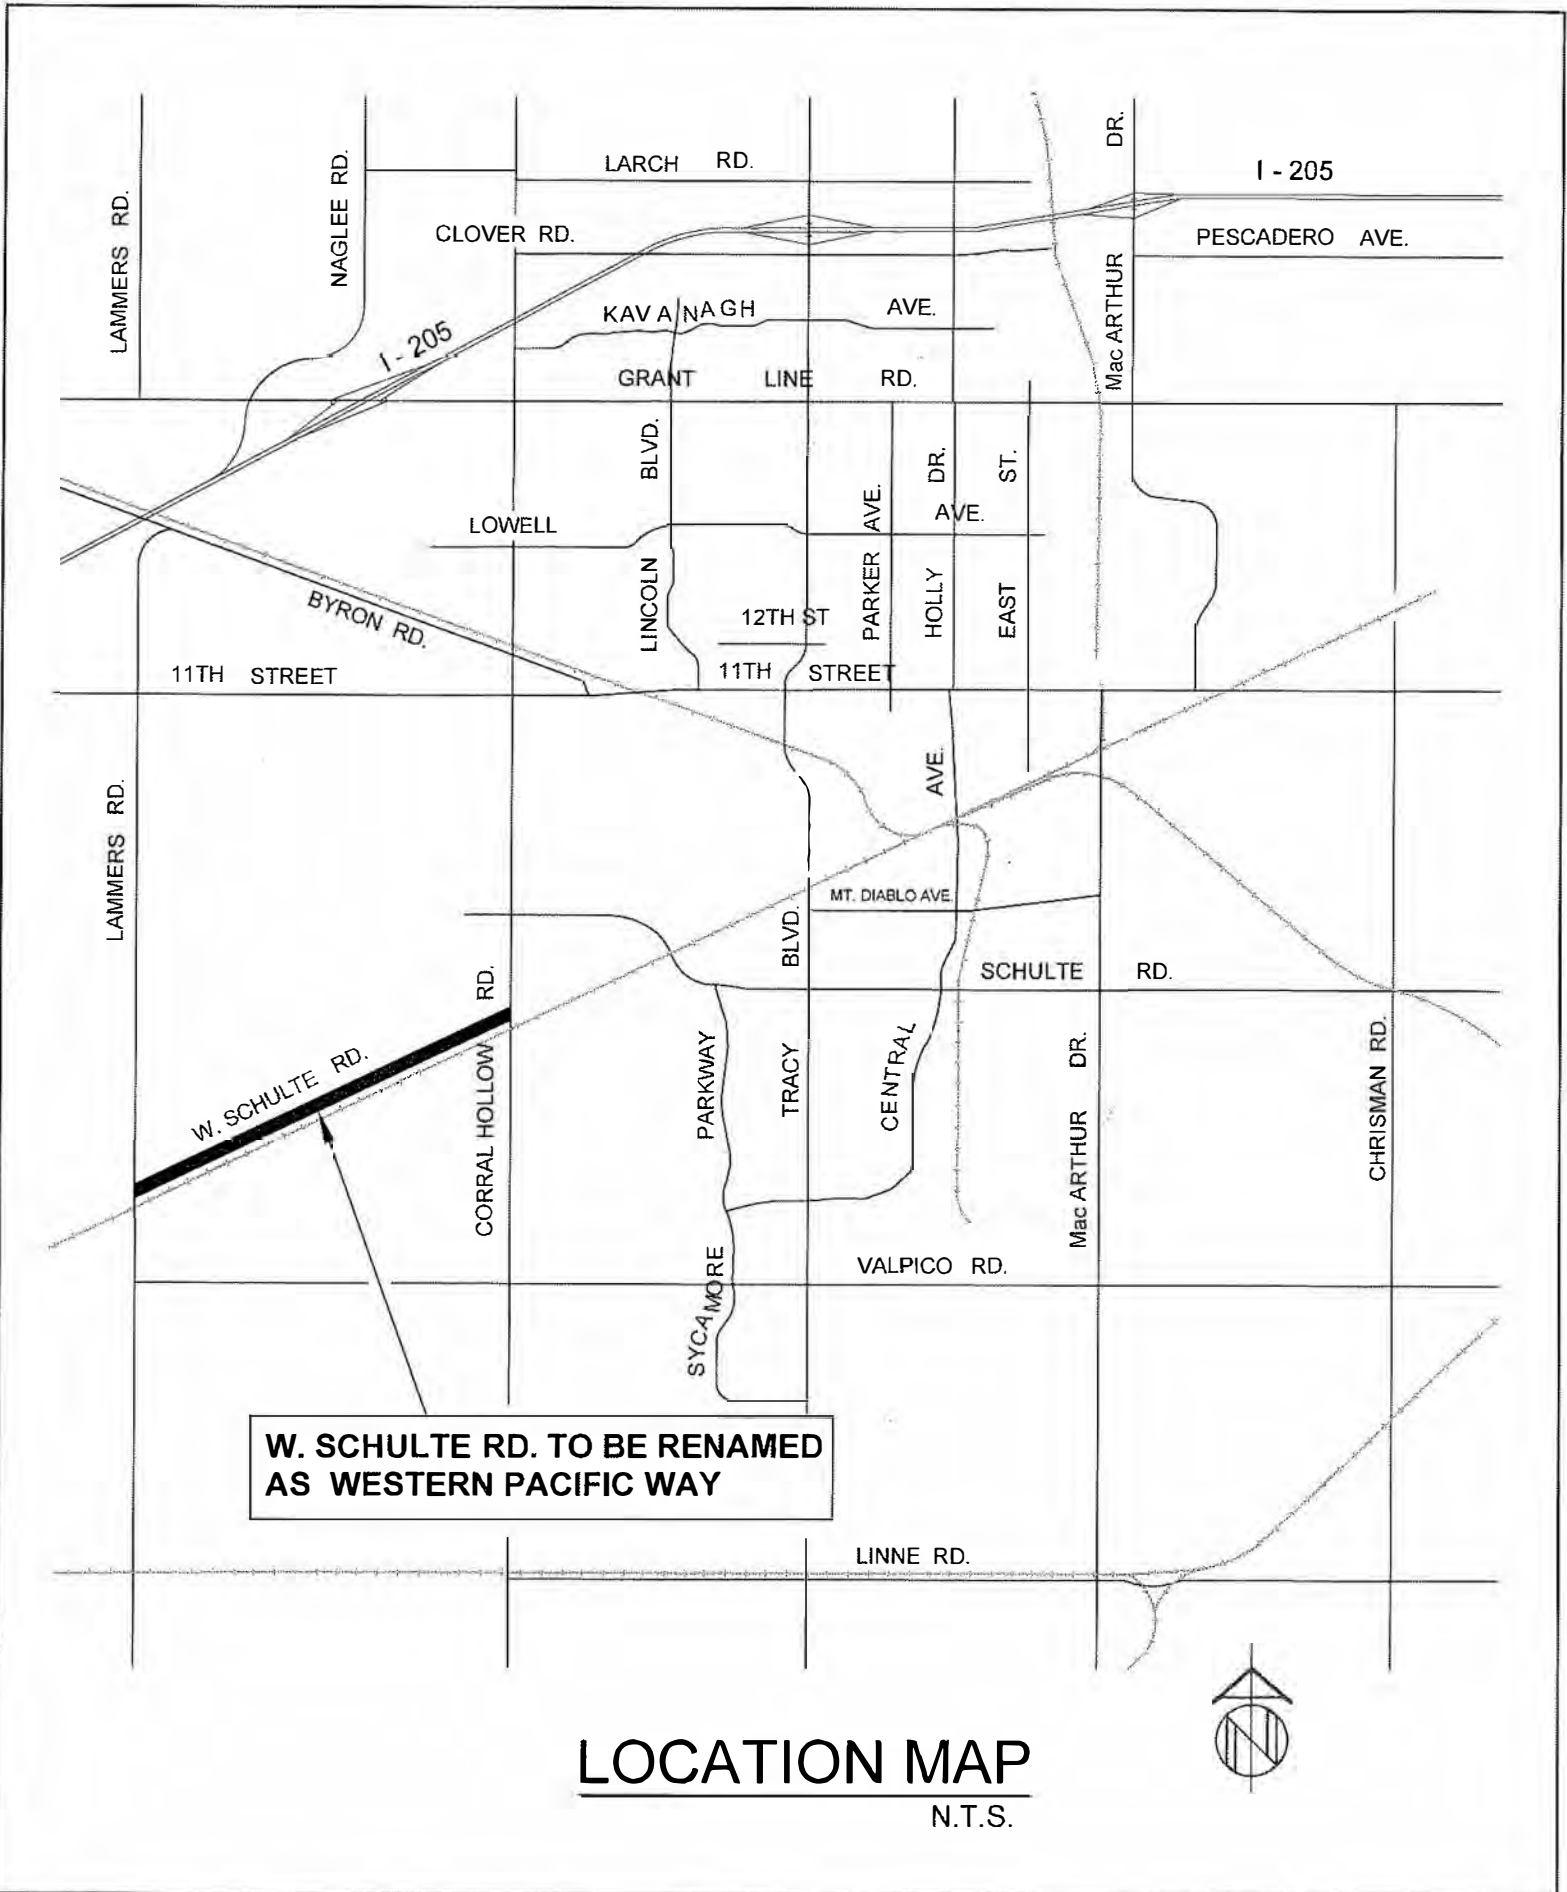 LARCH RD.
I - 205
DR.
Mac ARTHUR
LAMMERS RD.
NAGLEE RD.
CLOVER RD.
PESCADERO AVE.
KAVANAGH AVE.
I - 205
GRANT LINE RD.
LINCOLN BLVD.
PARKER AVE.
HOLLY DR.
EAST ST.
LOWELL AVE.
BYRON RD.
12TH ST
11TH STREET
11TH STREET
LAMMERS RD.
CENTRAL AVE.
MT. DIABLO AVE.
TRACY BLVD.
SCHULTE RD.
CORRAL HOLLOW RD.
W. SCHULTE RD.
SYCAMORE PARKWAY
Mac ARTHUR DR.
CHRISMAN RD.
VALPICO RD.
W. SCHULTE RD. TO BE RENAMED
AS WESTERN PACIFIC WAY
LINNE RD.
N
LOCATION MAP
N.T.S.